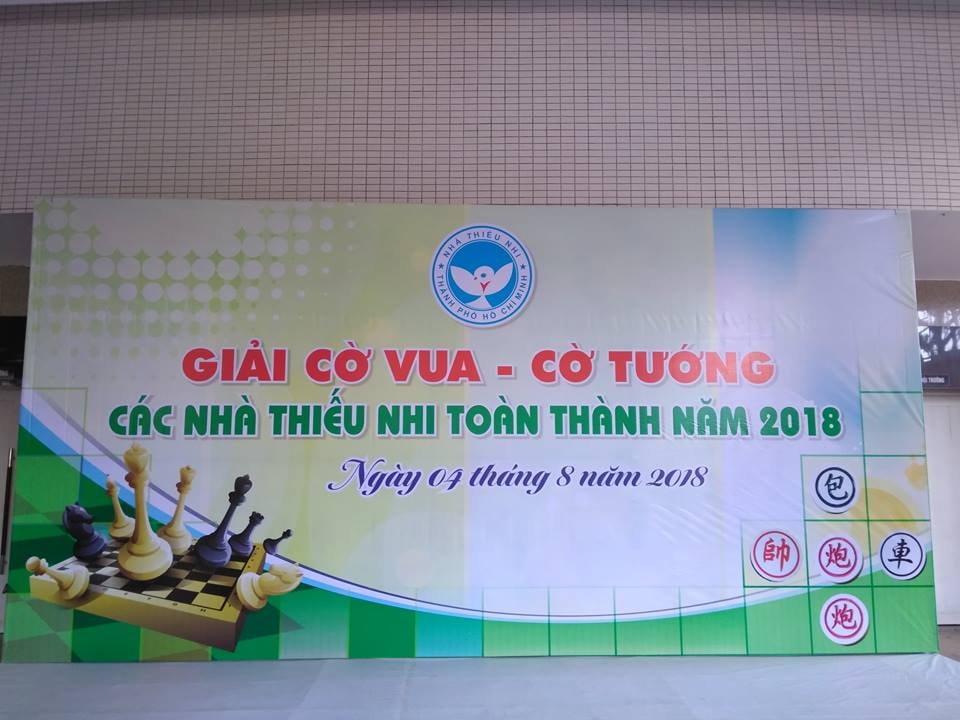 NHÀ THIẾU NHI
THÀNH PHỐ HỒ CHÍ MINH
GIẢI CỜ VUA - CỜ TƯỚNG
CÁC NHÀ THIẾU NHI TOÀN THÀNH NĂM 2018
Ngày 04 tháng 8 năm 2018
包
帥 炮 車
炮